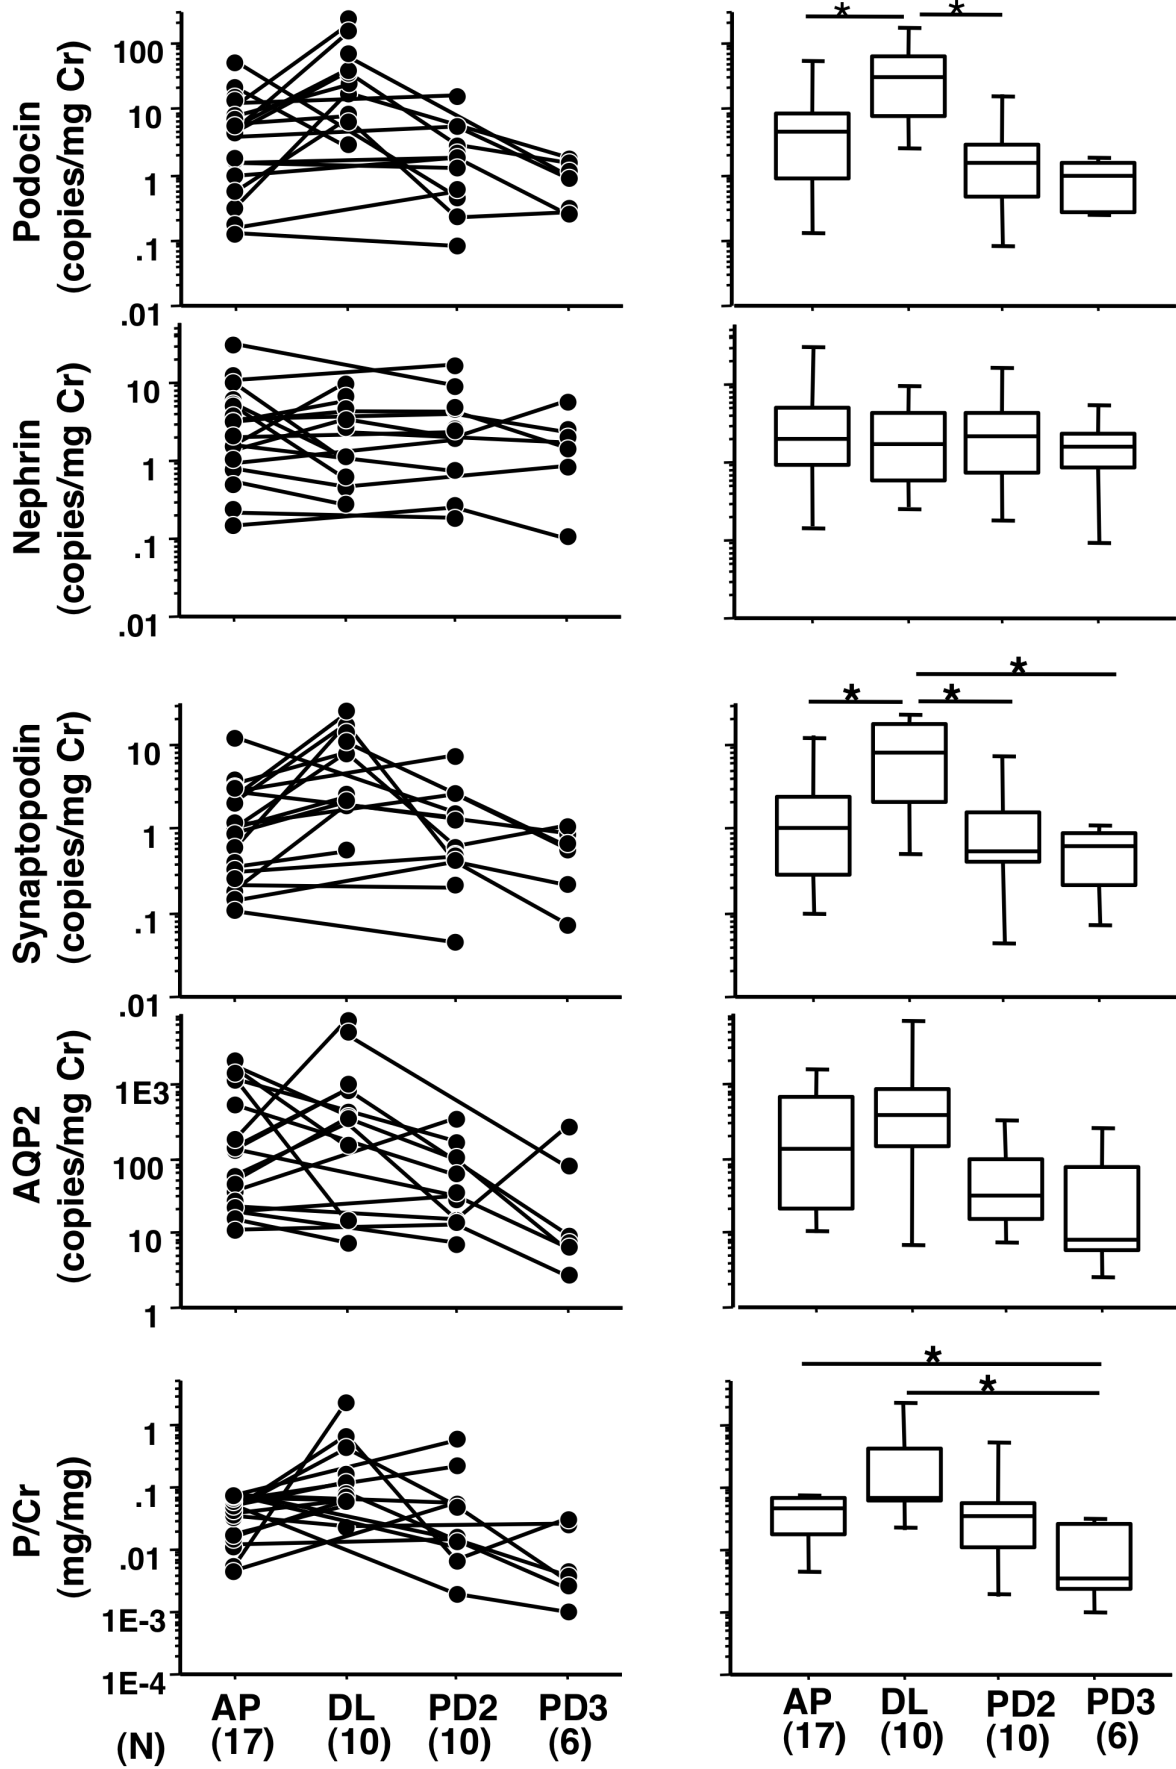 Podocin
(copies/mg Cr)
100
10
1
.1
.01
*
*
Nephrin
(copies/mg Cr)
10
1
.1
.01
Synaptopodin
(copies/mg Cr)
10
1
.1
.01
*
*
*
AQP2
(copies/mg Cr)
1E3
100
10
1
P/Cr
(mg/mg)
1
.1
.01
1E-3
1E-4
*
*
AP DL PD2 PD3
(N) (17) (10) (10) (6)
AP DL PD2 PD3
(17) (10) (10) (6)